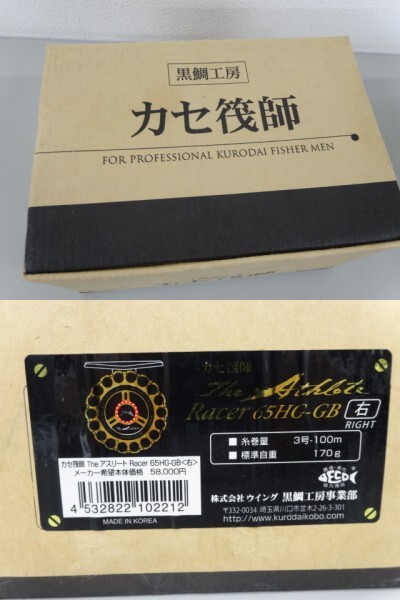 黒鯛工房
カセ筏師
FOR PROFESSIONAL KURODAI FISHER MEN
カセ筏師
The Athlete
Racer 65HG-GB 右
RIGHT
■ 糸巻量 3号-100m
■ 標準自重 170g
カセ筏師 The アスリート Racer 65HG-GB<右>
メーカー希望本体価格 58,000円
4 532822 102212
MADE IN KOREA
株式会社ウイング 黒鯛工房事業部
〒332-0034 埼玉県川口市並木2-26-3-301
http://www.kurodaikobo.com